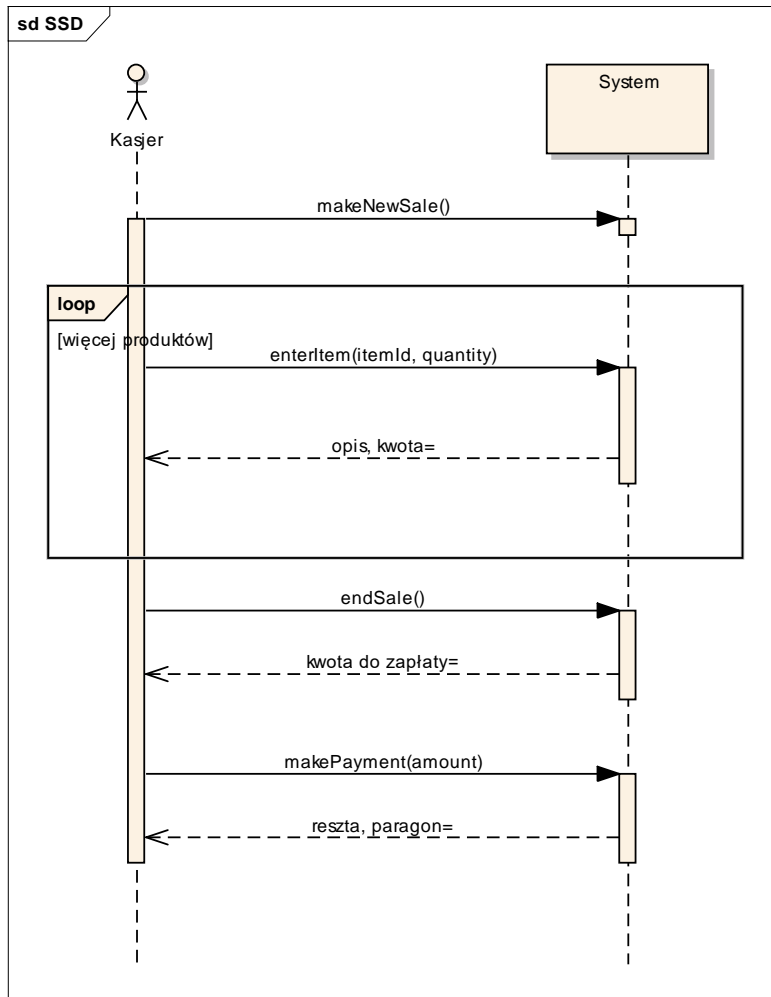 sd SSD
Kasjer
System
makeNewSale()
loop
[więcej produktów]
enterItem(itemId, quantity)
opis, kwota=
endSale()
kwota do zapłaty=
makePayment(amount)
reszta, paragon=